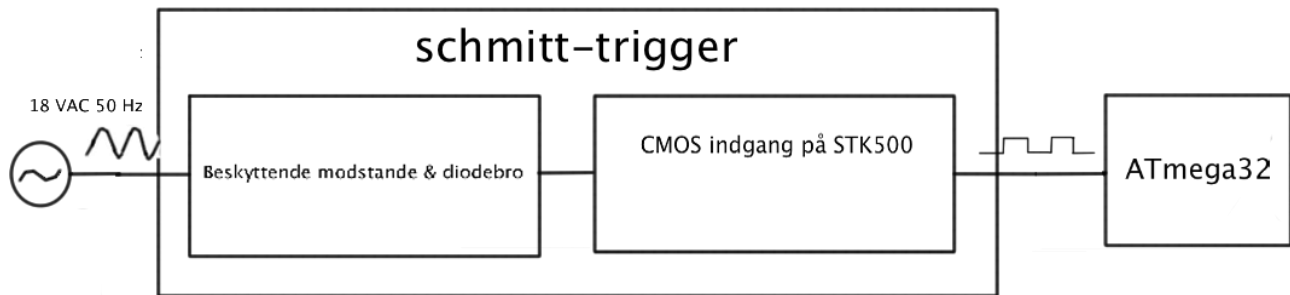 schmitt-trigger
:
18 VAC 50 Hz
Beskyttende modstande & diodebro
CMOS indgang på STK500
ATmega32